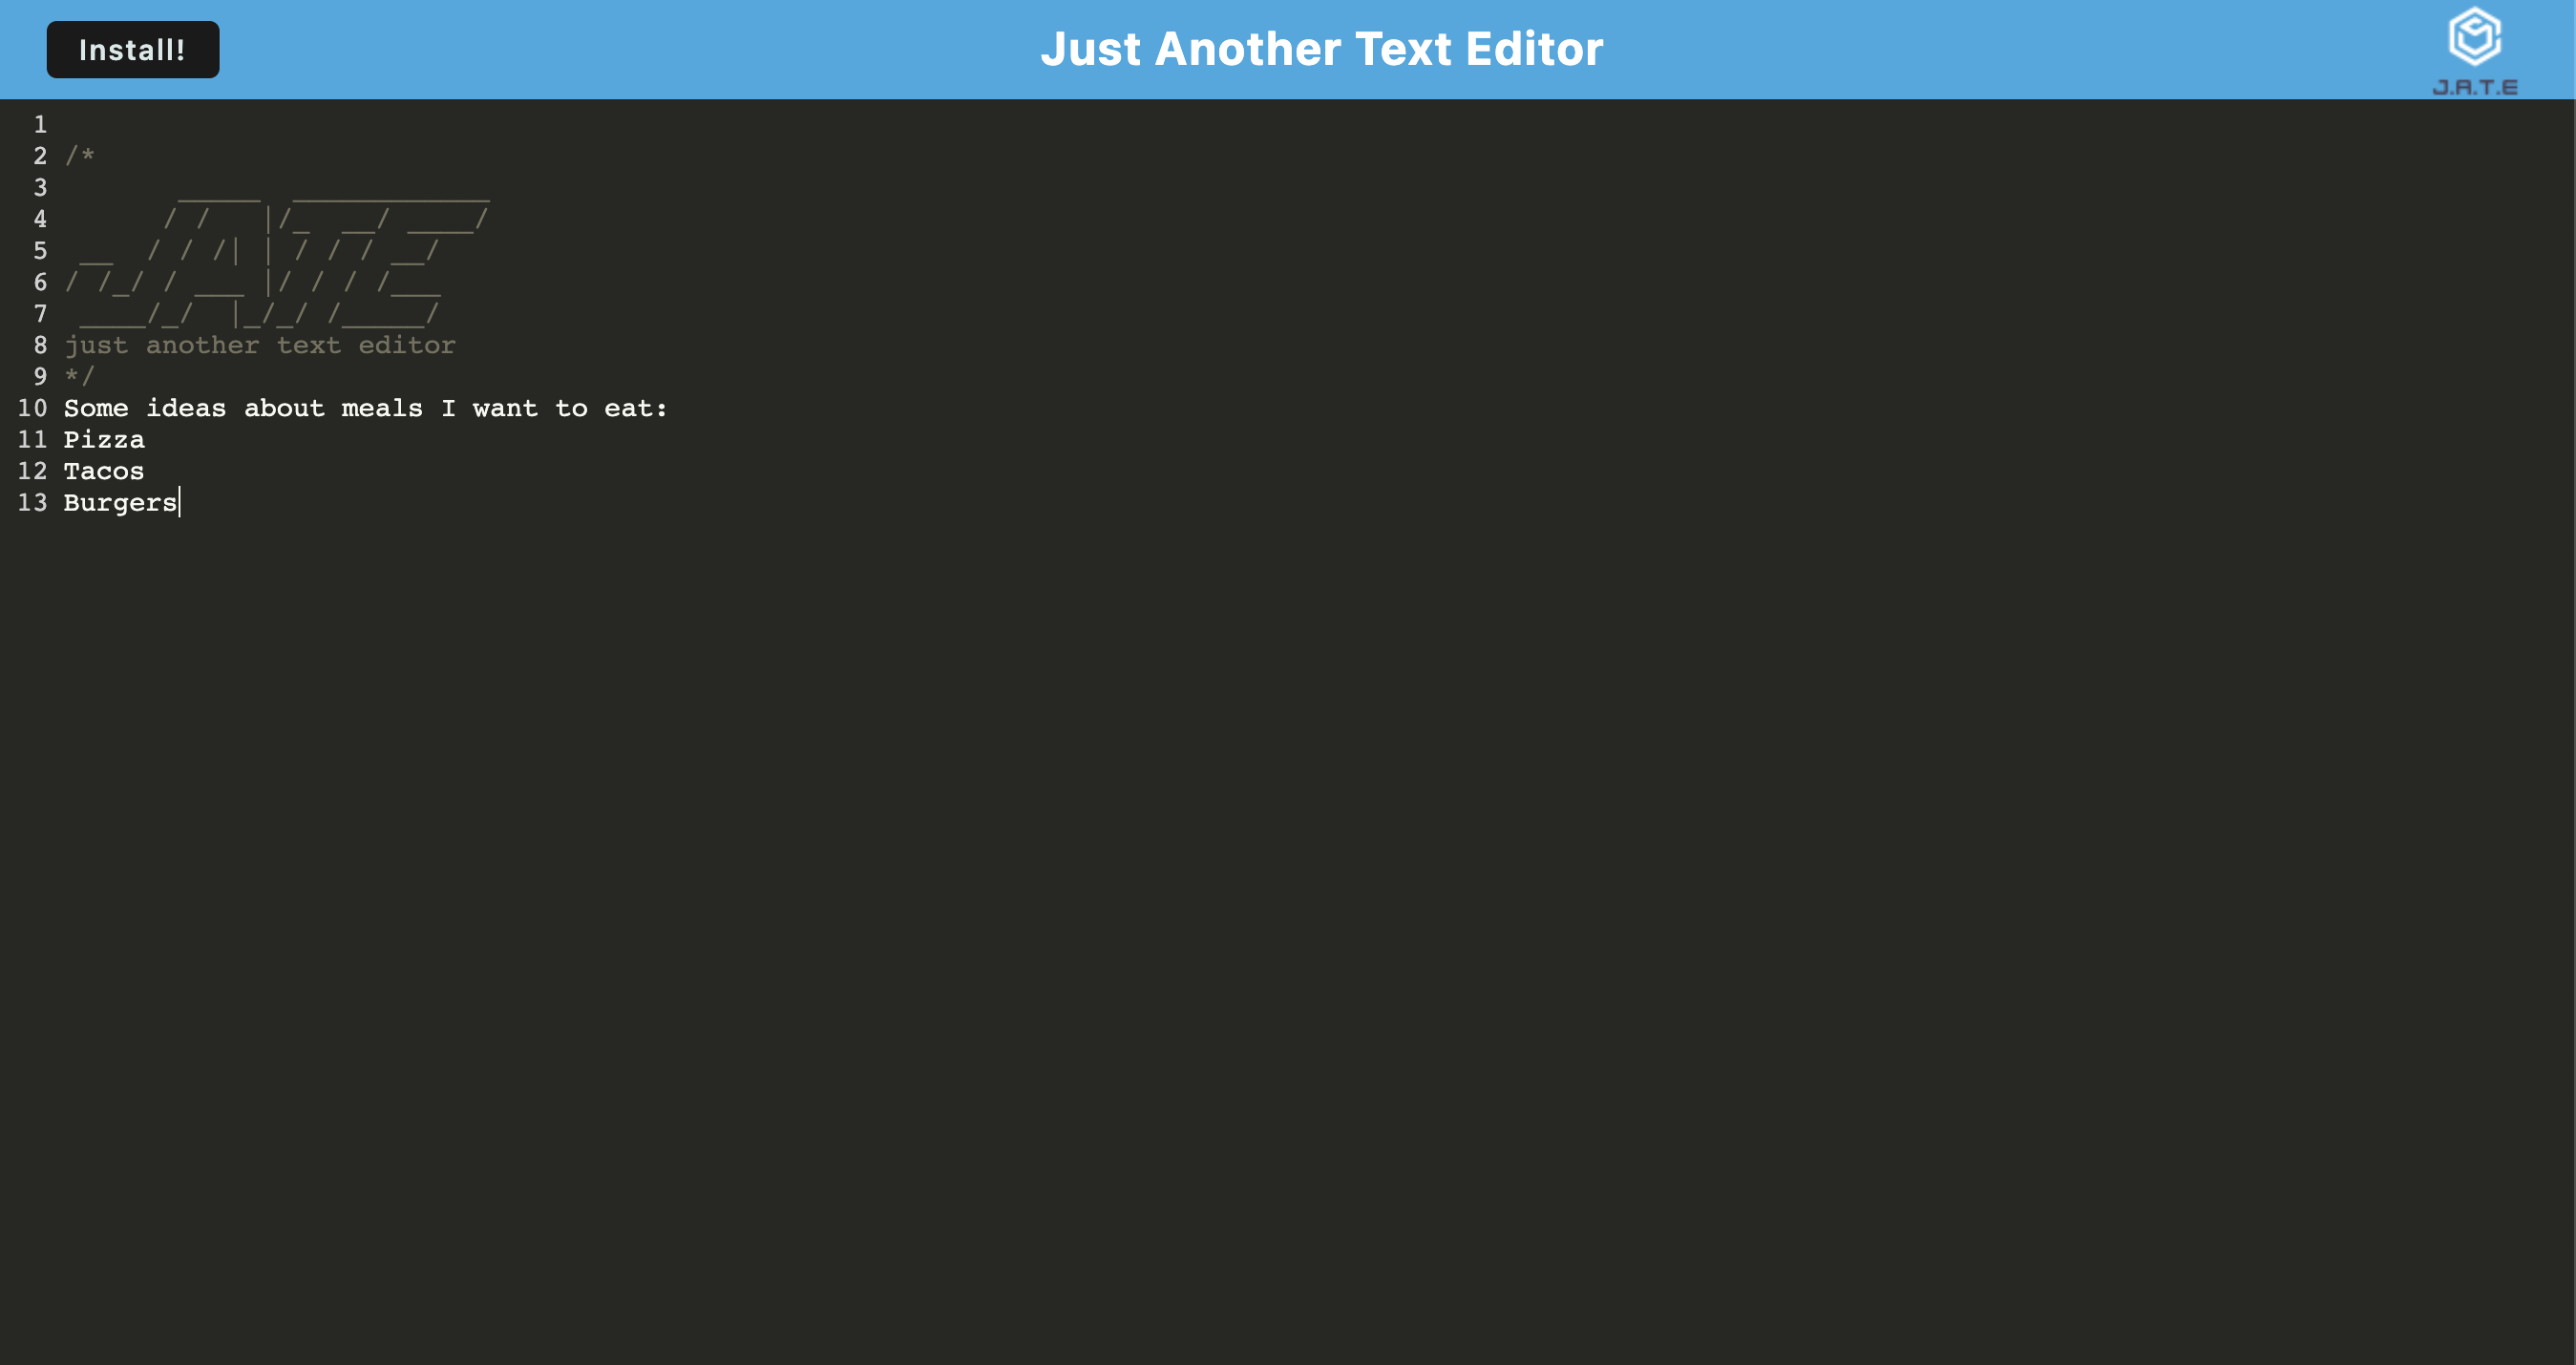 Install!
Just Another Text Editor
J.A.T.E
1
2 /*
3        _____  ____________
4       / /   |/_  __/ ____/
5  __  / / /| | / / / __/
6 / /_/ / ___ |/ / / /___
7  ____/_/  |_/_/ /_____/
8 just another text editor
9 */
10 Some ideas about meals I want to eat:
11 Pizza
12 Tacos
13 Burgers